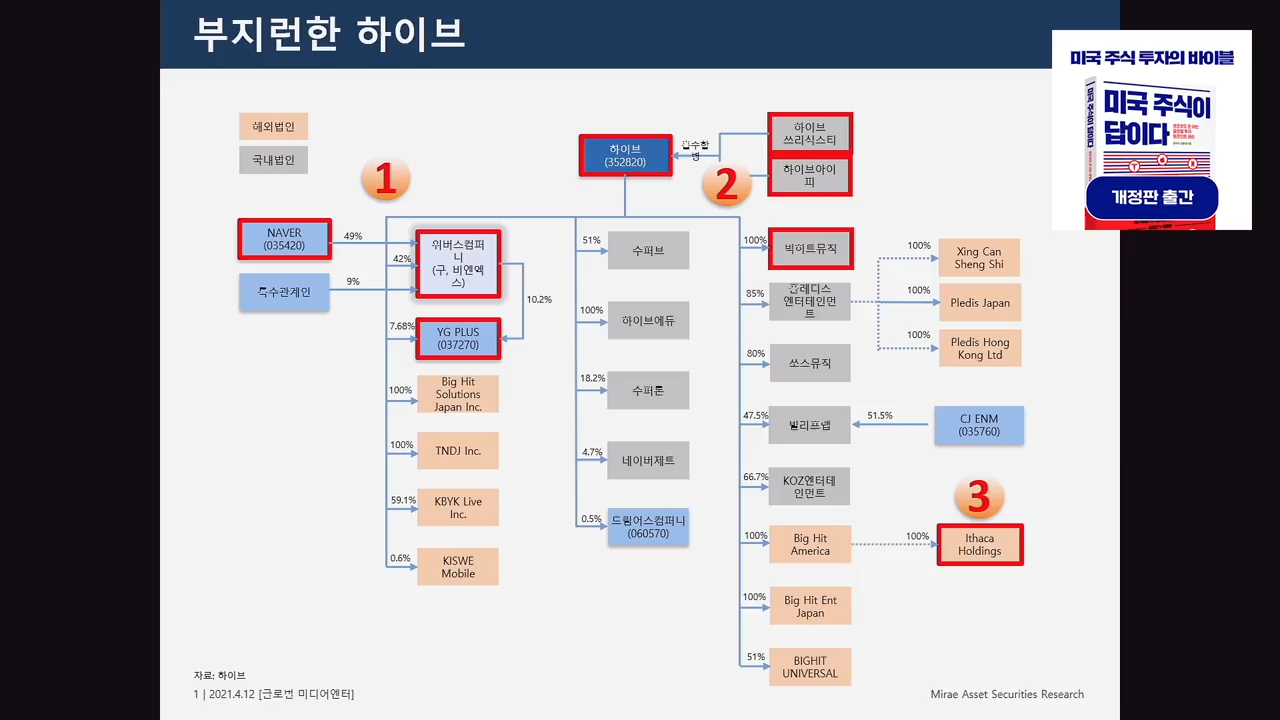 부지런한 하이브
미국 주식 투자의 바이블
미국 주식이
답이다
개정판 출간
해외법인
국내법인
1
2
3
하이브
(352820)
흡수합
병
하이브
쓰리식스티
하이브아이
피
NAVER
(035420)
49%
42%
특수관계인
9%
위버스컴퍼
니
(구, 비엔엑
스)
10.2%
7.68%
YG PLUS
(037270)
100%
Big Hit
Solutions
Japan Inc.
100%
TNDJ Inc.
59.1%
KBYK Live
Inc.
0.6%
KISWE
Mobile
51%
수퍼브
100%
하이브에듀
18.2%
수퍼톤
4.7%
네이버제트
0.5%
드림어스컴퍼니
(060570)
100%
빅히트뮤직
85%
플레디스
엔터테인먼
트
100%
Xing Can
Sheng Shi
100%
Pledis Japan
100%
Pledis Hong
Kong Ltd
80%
쏘스뮤직
47.5%
빌리프랩
51.5%
CJ ENM
(035760)
66.7%
KOZ엔터테
인먼트
100%
Big Hit
America
100%
Ithaca
Holdings
100%
Big Hit Ent
Japan
51%
BIGHIT
UNIVERSAL
자료: 하이브
1 | 2021.4.12 [글로벌 미디어엔터]
Mirae Asset Securities Research